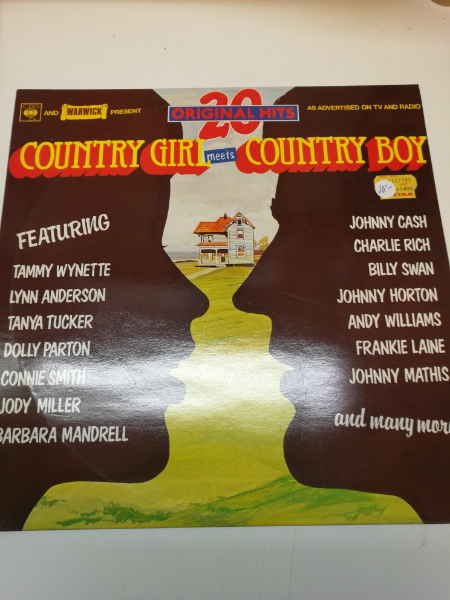 CBS AND WARWICK PRESENT
20
ORIGINAL HITS
AS ADVERTISED ON TV AND RADIO
COUNTRY GIRL meets COUNTRY BOY
FEATURING
TAMMY WYNETTE
LYNN ANDERSON
TANYA TUCKER
DOLLY PARTON
CONNIE SMITH
JODY MILLER
BARBARA MANDRELL
JOHNNY CASH
CHARLIE RICH
BILLY SWAN
JOHNNY HORTON
ANDY WILLIAMS
FRANKIE LAINE
JOHNNY MATHIS
and many more